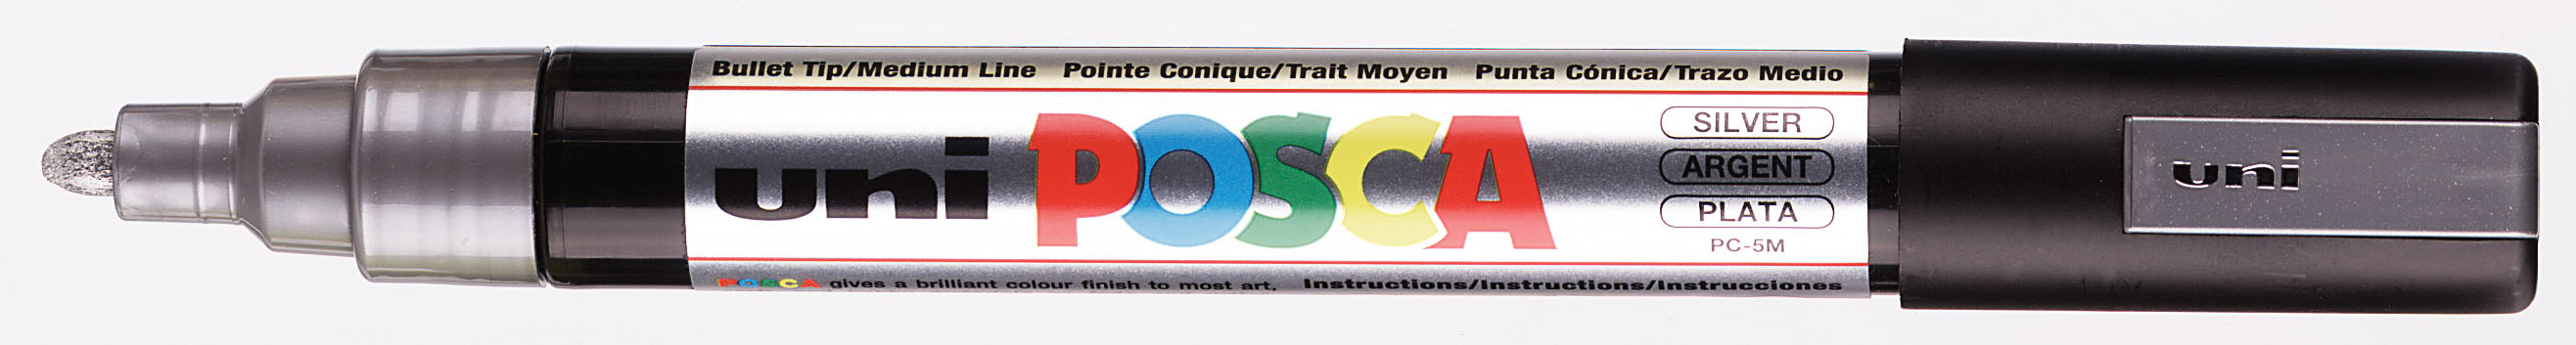 Bullet Tip/Medium Line Pointe Conique/Trait Moyen Punta Cónica/Trazo Medio
uni POSCA
SILVER
ARGENT
PLATA
PC-5M
POSCA gives a brilliant colour finish to most art. Instructions/Instructions/Instrucciones
uni